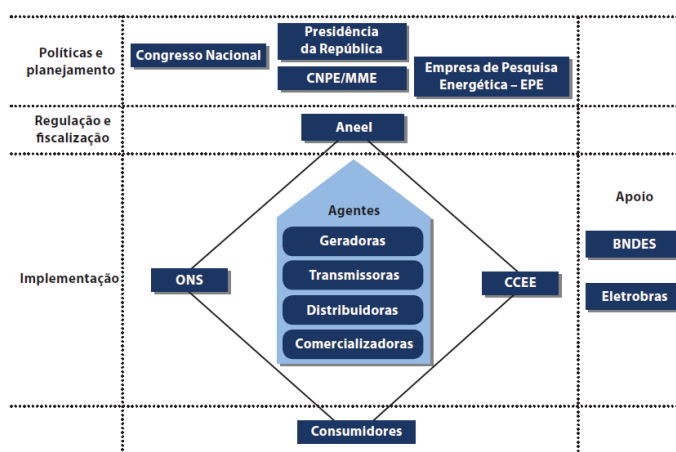 Políticas e
planejamento
Congresso Nacional
Presidência
da República
CNPE/MME
Empresa de Pesquisa
Energética – EPE
Regulação e
fiscalização
Aneel
Implementação
ONS
Agentes
Geradoras
Transmissoras
Distribuidoras
Comercializadoras
CCEE
Apoio
BNDES
Eletrobras
Consumidores